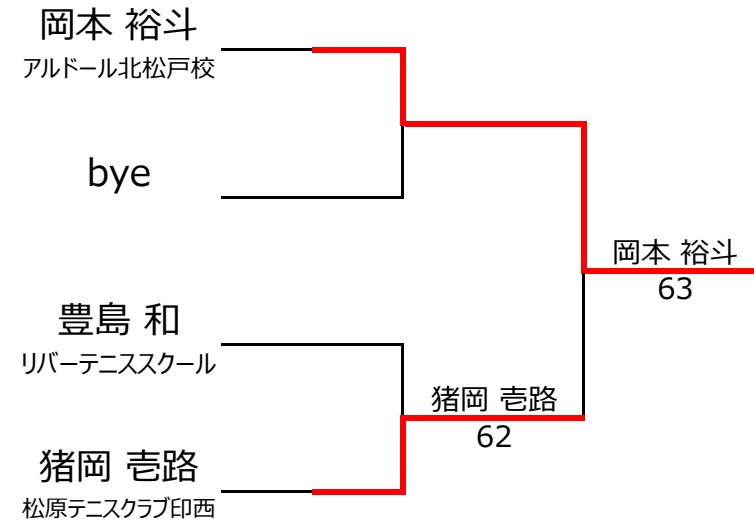 岡本 裕斗
アルドール北松戸校
bye
豊島 和
リバーテニススクール
猪岡 壱路
松原テニスクラブ印西
猪岡 壱路
62
岡本 裕斗
63